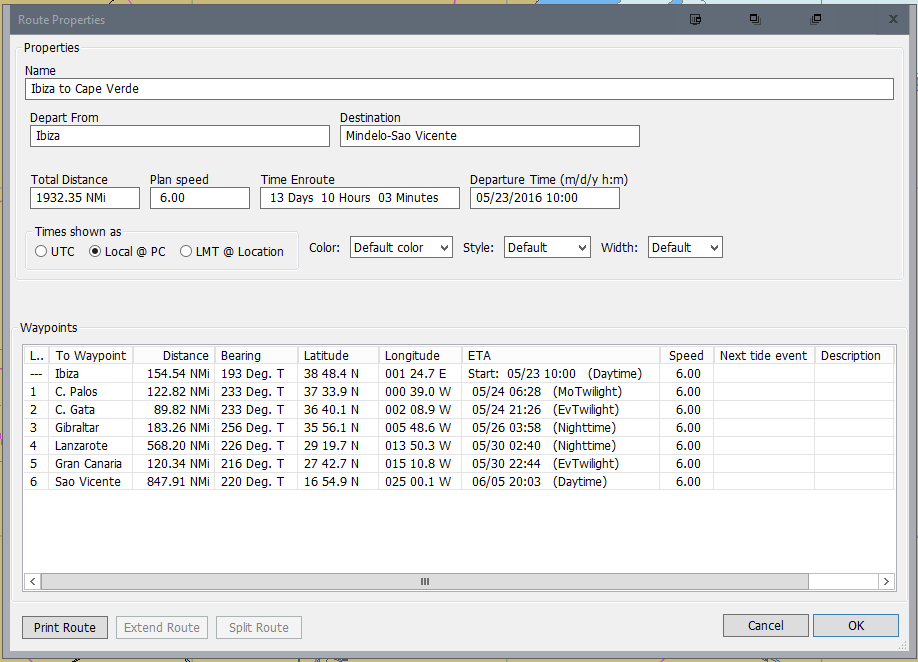 Route Properties
Properties
Name
Ibiza to Cape Verde
Depart From Destination
Ibiza Mindelo-Sao Vicente
Total Distance Plan speed Time Enroute Departure Time (m/d/y h:m)
1932.35 NMi 6.00 13 Days 10 Hours 03 Minutes 05/23/2016 10:00
Times shown as
UTC Local @ PC LMT @ Location Color: Default color Style: Default Width: Default
Waypoints
L.. To Waypoint Distance Bearing Latitude Longitude ETA Speed Next tide event Description
--- Ibiza 154.54 NMi 193 Deg. T 38 48.4 N 001 24.7 E Start: 05/23 10:00 (Daytime) 6.00
1 C. Palos 122.82 NMi 233 Deg. T 37 33.9 N 000 39.0 W 05/24 06:28 (MoTwilight) 6.00
2 C. Gata 89.82 NMi 233 Deg. T 36 40.1 N 002 08.9 W 05/24 21:26 (EvTwilight) 6.00
3 Gibraltar 183.26 NMi 256 Deg. T 35 56.1 N 005 48.6 W 05/26 03:58 (Nighttime) 6.00
4 Lanzarote 568.20 NMi 226 Deg. T 29 19.7 N 013 50.3 W 05/30 02:40 (Nighttime) 6.00
5 Gran Canaria 120.34 NMi 216 Deg. T 27 42.7 N 015 10.8 W 05/30 22:44 (EvTwilight) 6.00
6 Sao Vicente 847.91 NMi 220 Deg. T 16 54.9 N 025 00.1 W 06/05 20:03 (Daytime) 6.00
Print Route Extend Route Split Route Cancel OK